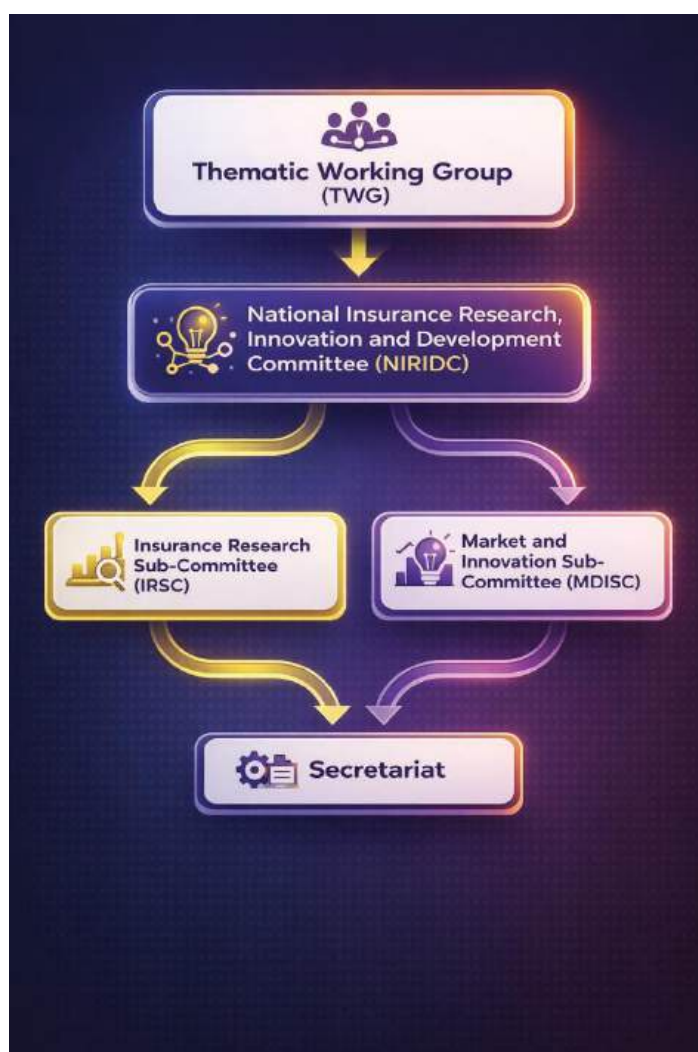 Thematic Working Group
(TWG)
National Insurance Research,
Innovation and Development
Committee (NIRIDC)
Insurance Research
Sub-Committee
(IRSC)
Market and
Innovation Sub-
Committee (MDISC)
Secretariat